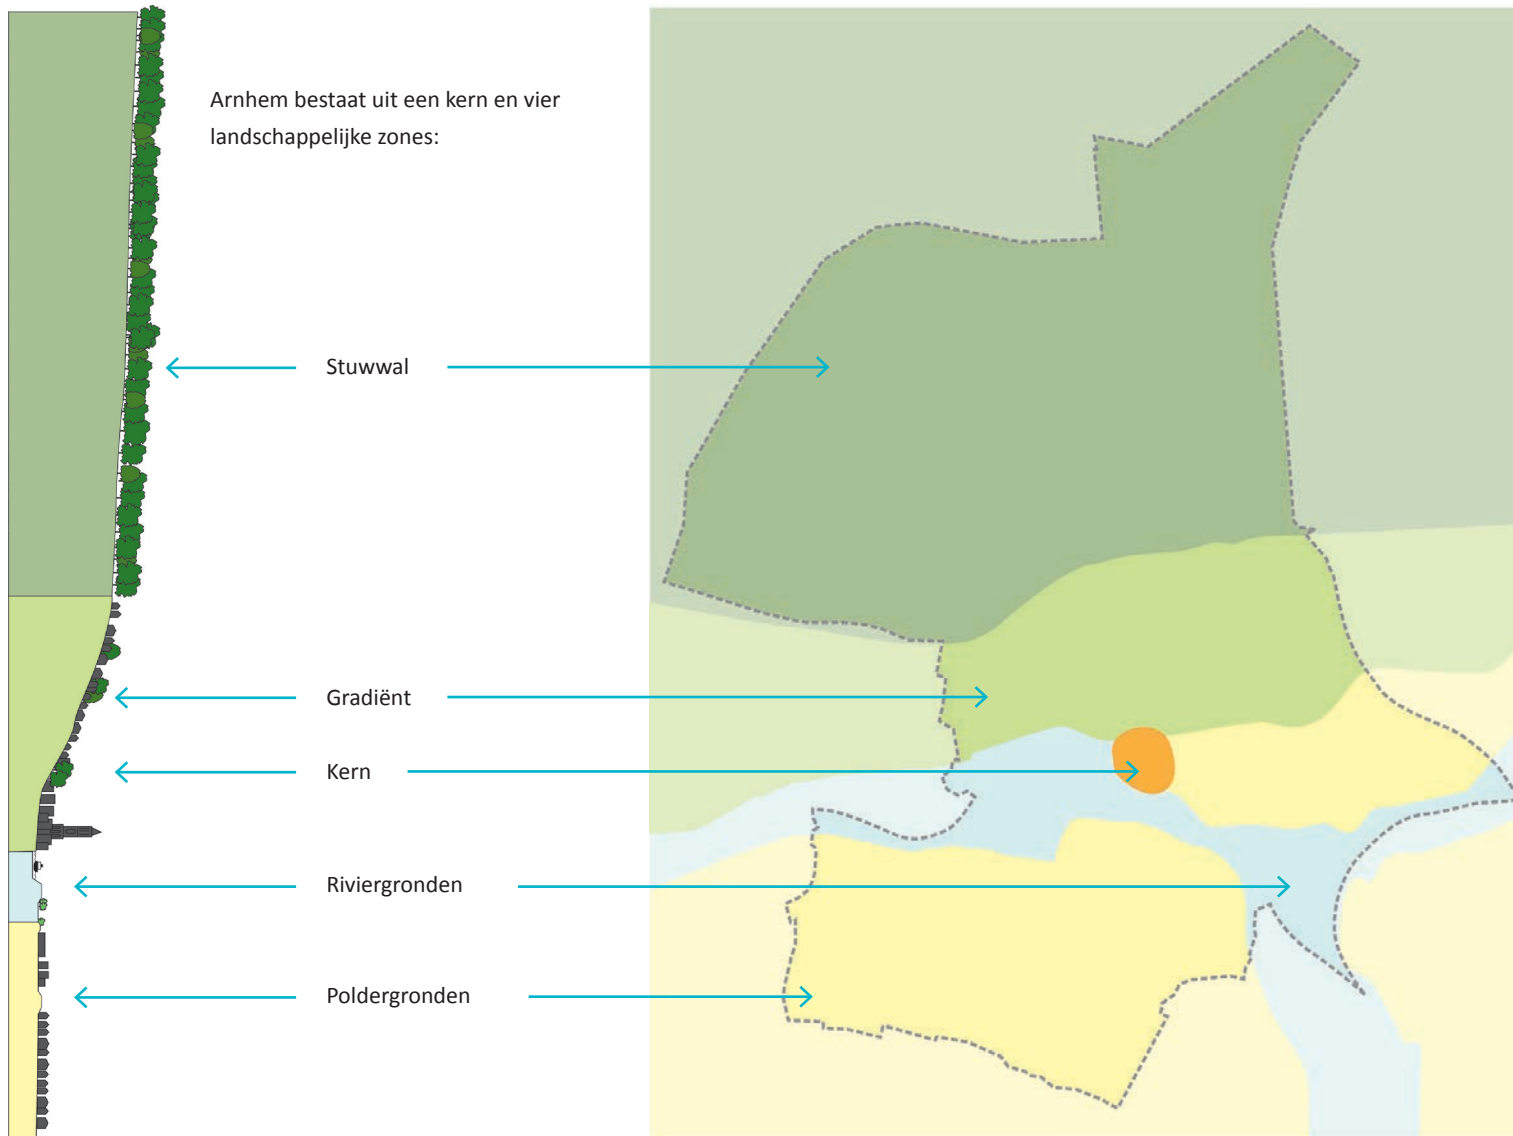 Arnhem bestaat uit een kern en vier
landschappelijke zones:
Stuwwal
Gradiënt
Kern
Riviergronden
Poldergronden